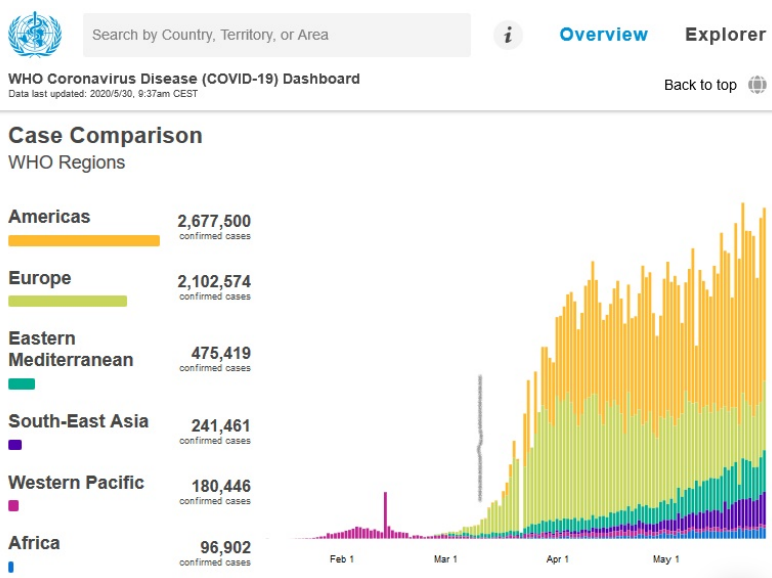 Search by Country, Territory, or Area
i
Overview
Explorer
WHO Coronavirus Disease (COVID-19) Dashboard
Data last updated: 2020/5/30, 9:37am CEST
Back to top
Case Comparison
WHO Regions
Americas
2,677,500
confirmed cases
Europe
2,102,574
confirmed cases
Eastern
Mediterranean
475,419
confirmed cases
South-East Asia
241,461
confirmed cases
Western Pacific
180,446
confirmed cases
Africa
96,902
confirmed cases
Feb 1
Mar 1
Apr 1
May 1